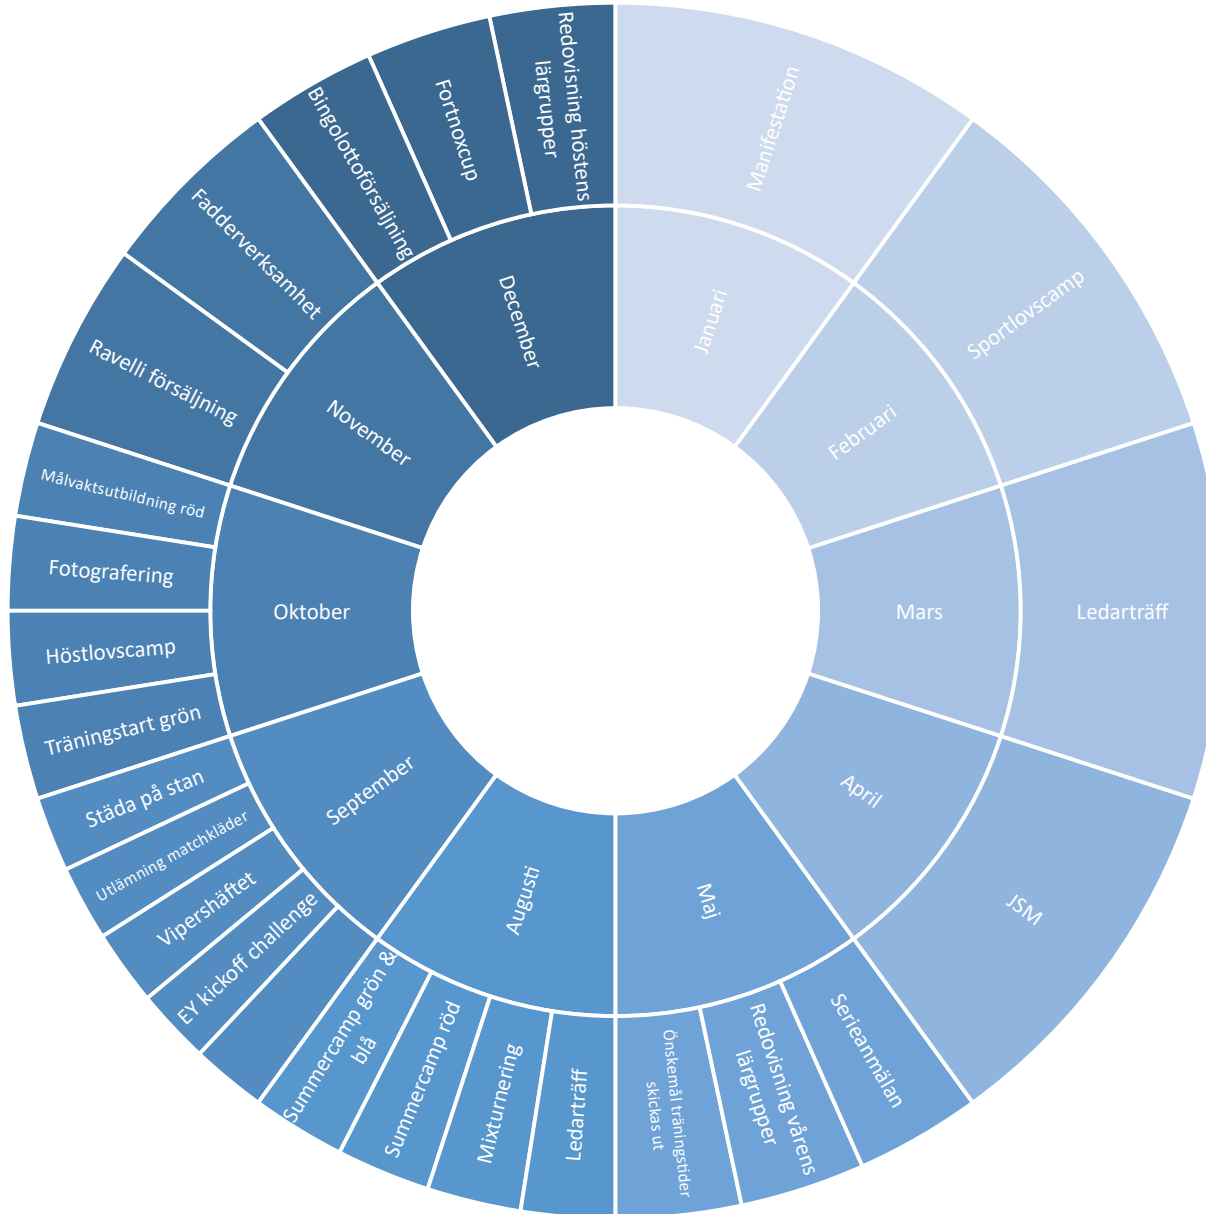 Januari
Manifestation
Februari
Sportlovscamp
Mars
Ledarträff
April
JSM
Maj
Serieanmälan
Redovisning vårens
lärgrupper
Önskemål träningstider
skickas ut
Augusti
Ledarträff
Mixturnering
Summercamp röd
Summercamp grön &
blå
September
EY kickoff challenge
Vipershäftet
Utlämning matchkläder
Städa på stan
Oktober
Träningstart grön
Höstlovscamp
Fotografering
Målvaktsutbildning röd
November
Ravelli försäljning
Fadderverksamhet
December
Bingolottoförsäljning
Fortnoxcup
Redovisning höstens
lärgrupper